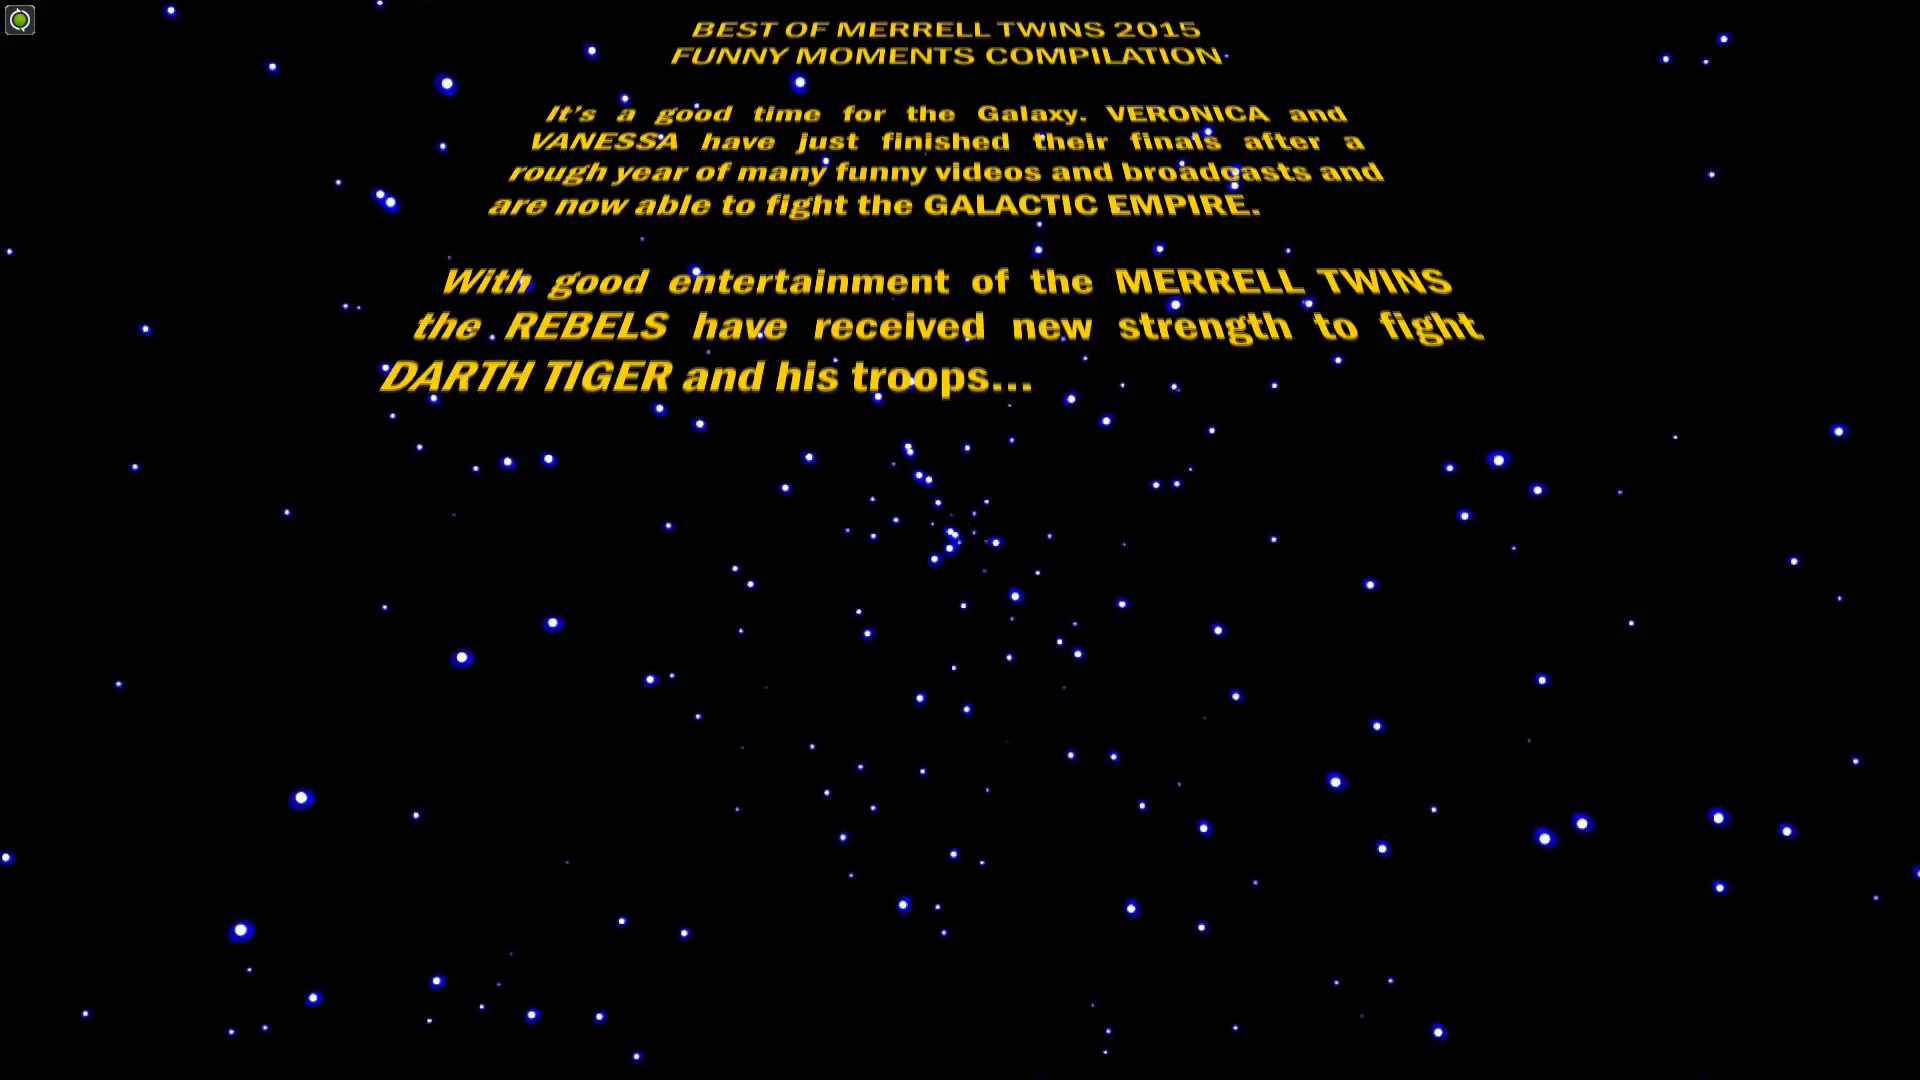 BEST OF MERRELL TWINS 2015
FUNNY MOMENTS COMPILATION
It's a good time for the Galaxy. VERONICA and
VANESSA have just finished their finals after a
rough year of many funny videos and broadcasts and
are now able to fight the GALACTIC EMPIRE.
With good entertainment of the MERRELL TWINS
the REBELS have received new strength to fight
DARTH TIGER and his troops...